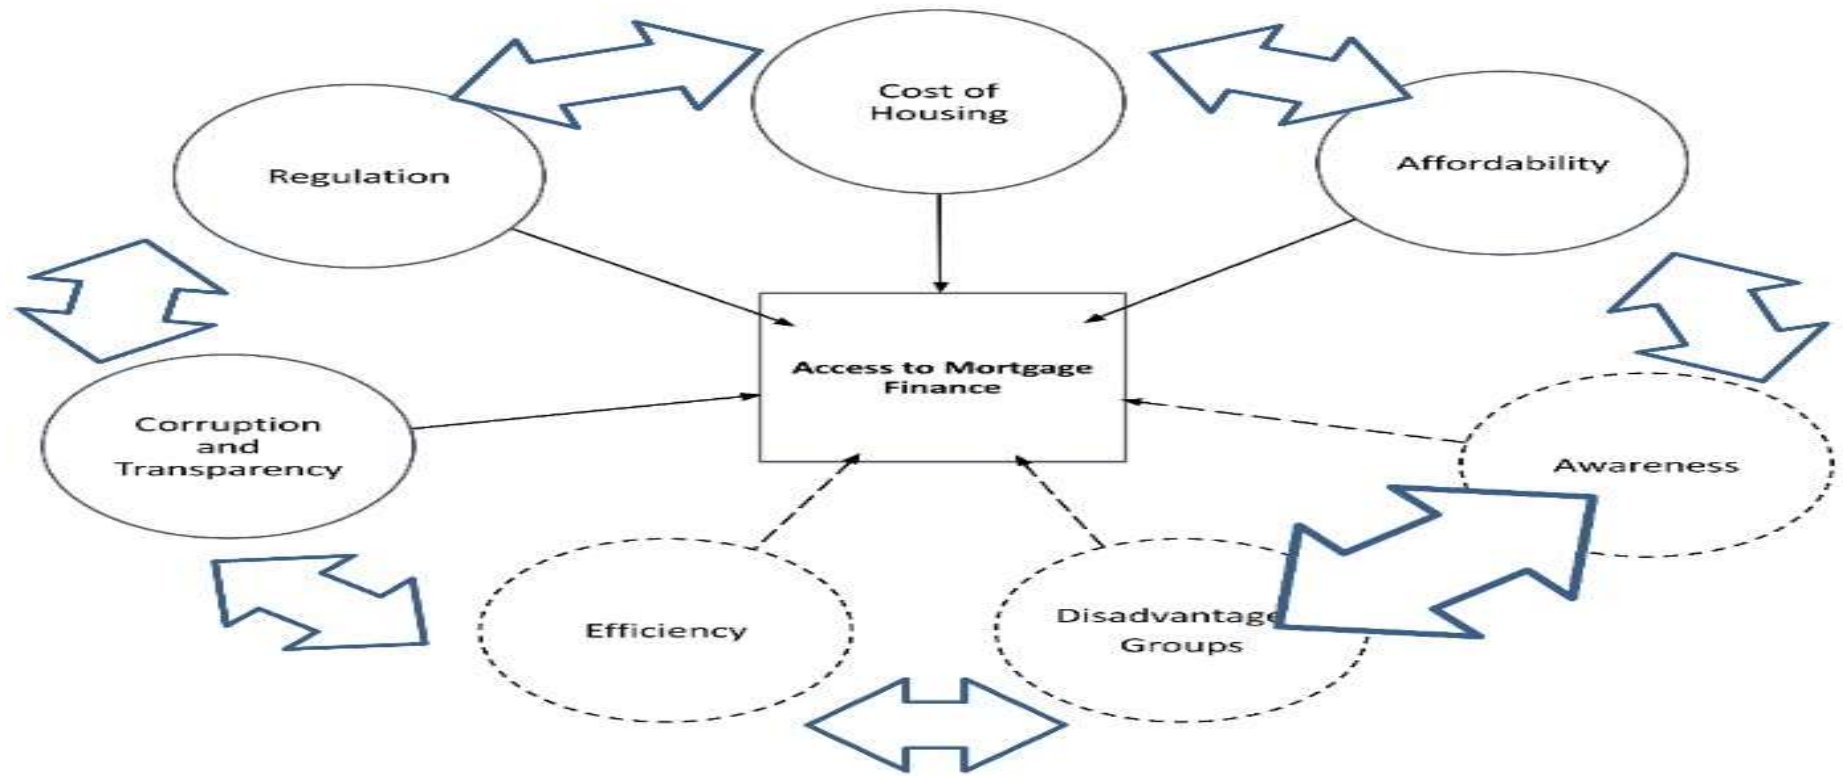 Cost of
Housing
Regulation
Affordability
Access to Mortgage
Finance
Corruption
and
Transparency
Awareness
Efficiency
Disadvantage
Groups